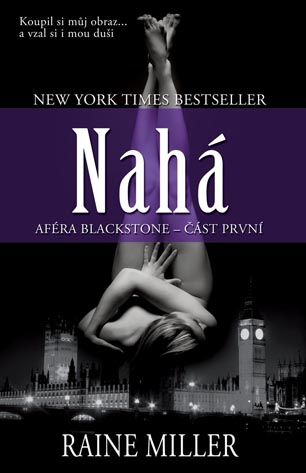 Koupil si můj obraz...
a vzal si i mou duši
NEW YORK TIMES BESTSELLER
Nahá
AFÉRA BLACKSTONE – ČÁST PRVNÍ
RAINE MILLER